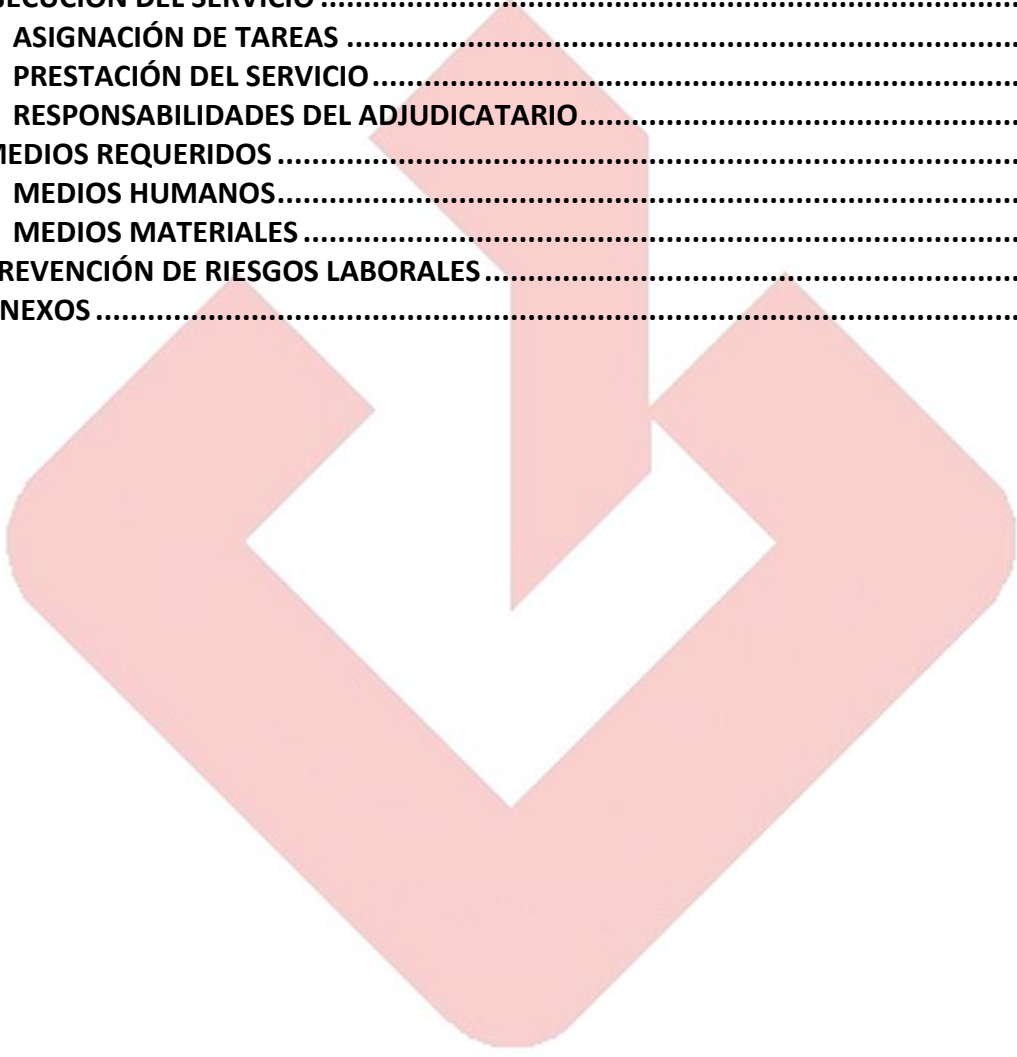 JECUCIÓN DEL SERVICIO ..........................................................................................
ASIGNACIÓN DE TAREAS ......................................................................................
PRESTACIÓN DEL SERVICIO ...................................................................................
RESPONSABILIDADES DEL ADJUDICATARIO .......................................................
MEDIOS REQUERIDOS ...............................................................................................
MEDIOS HUMANOS ...............................................................................................
MEDIOS MATERIALES ............................................................................................
REVENCIÓN DE RIESGOS LABORALES ......................................................................
NEXOS .........................................................................................................................